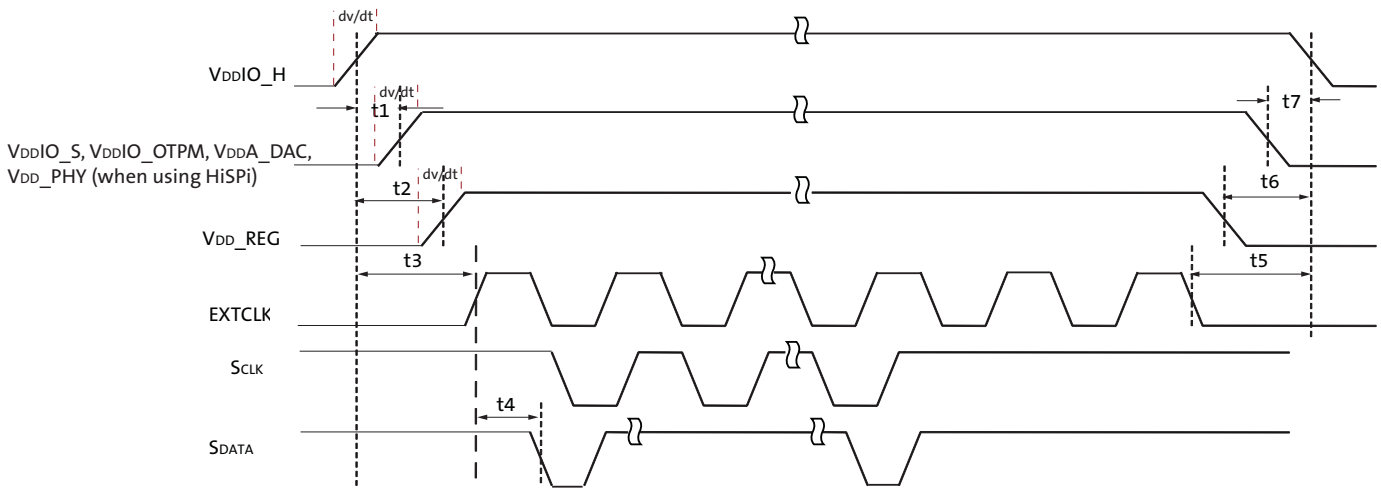 dv/dt
VDDIO_H
dv/dt
t1
t7
VDDIO_S, VDDIO_OTPM, VDDA_DAC,
VDD_PHY (when using HiSPi)
dv/dt
t2
t6
VDD_REG
t3
t5
EXTCLK
SCLK
t4
SDATA